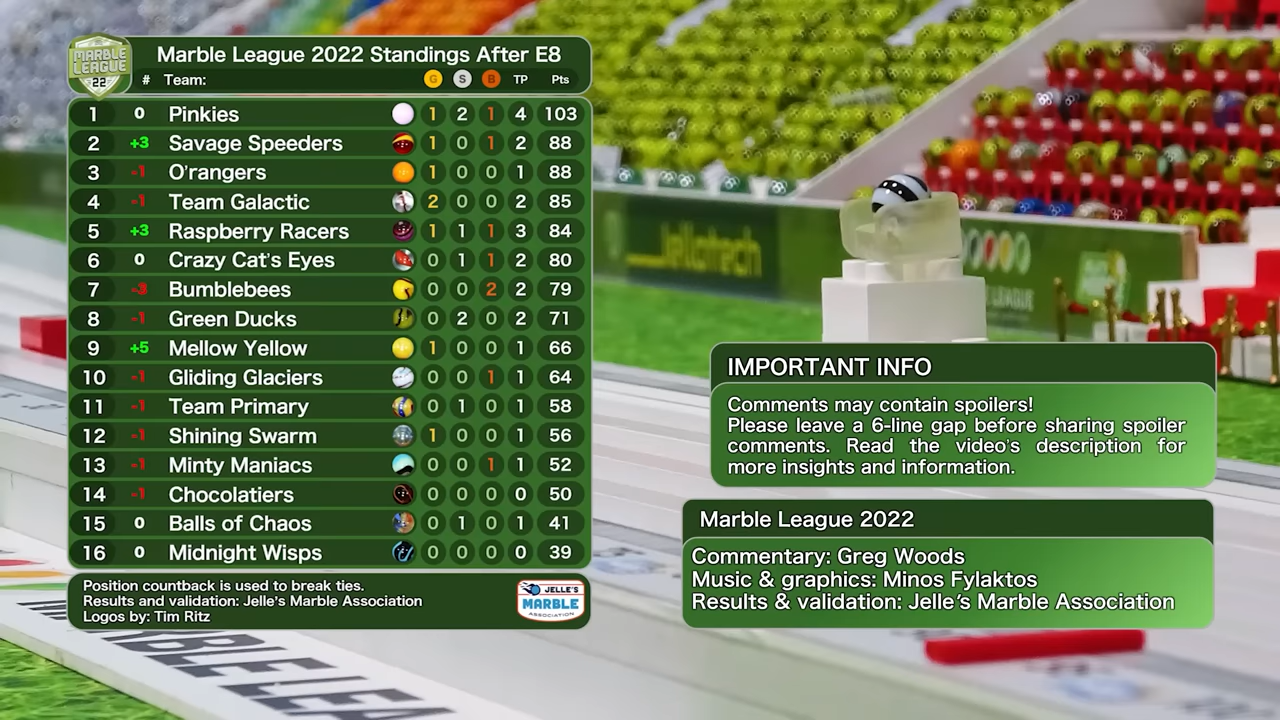 MARBLE
LEAGUE
22
Marble League 2022 Standings After E8
# Team: G S B TP Pts
1 0 Pinkies 1 2 1 4 103
2 +3 Savage Speeders 1 0 1 2 88
3 -1 O'rangers 1 0 0 1 88
4 -1 Team Galactic 2 0 0 2 85
5 +3 Raspberry Racers 1 1 1 3 84
6 0 Crazy Cat's Eyes 0 1 1 2 80
7 -3 Bumblebees 0 0 2 2 79
8 -1 Green Ducks 0 2 0 2 71
9 +5 Mellow Yellow 1 0 0 1 66
10 -1 Gliding Glaciers 0 0 1 1 64
11 -1 Team Primary 0 1 0 1 58
12 -1 Shining Swarm 1 0 0 1 56
13 -1 Minty Maniacs 0 0 1 1 52
14 -1 Chocolatiers 0 0 0 0 50
15 0 Balls of Chaos 0 1 0 1 41
16 0 Midnight Wisps 0 0 0 0 39
Position countback is used to break ties.
Results and validation: Jelle's Marble Association
Logos by: Tim Ritz
JELLE'S
MARBLE
ASSOCIATION
Jellotech
IMPORTANT INFO
Comments may contain spoilers!
Please leave a 6-line gap before sharing spoiler
comments. Read the video's description for
more insights and information.
Marble League 2022
Commentary: Greg Woods
Music & graphics: Minos Fylaktos
Results & validation: Jelle's Marble Association